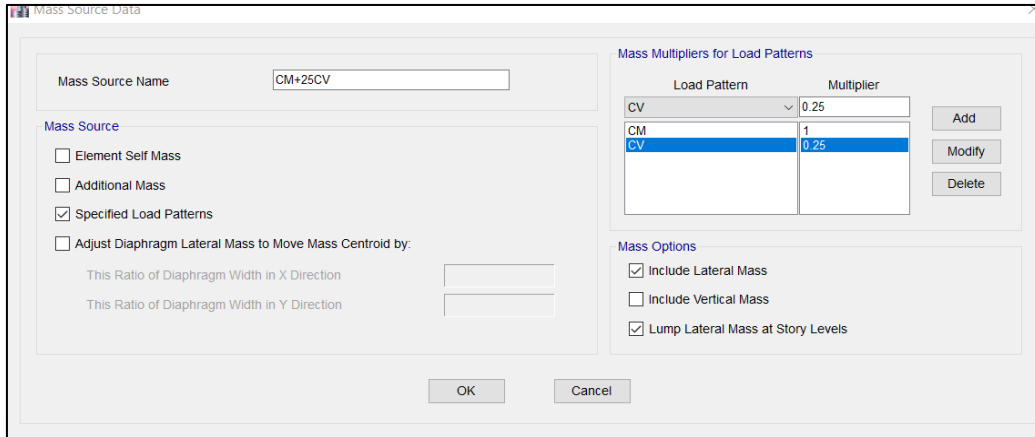 Mass Source Data
Mass Source Name
CM+25CV
Mass Source
Element Self Mass
Additional Mass
Specified Load Patterns
Adjust Diaphragm Lateral Mass to Move Mass Centroid by:
This Ratio of Diaphragm Width in X Direction
This Ratio of Diaphragm Width in Y Direction
Mass Multipliers for Load Patterns
Load Pattern Multiplier
CV 0.25
CM 1
CV 0.25
Add
Modify
Delete
Mass Options
Include Lateral Mass
Include Vertical Mass
Lump Lateral Mass at Story Levels
OK Cancel